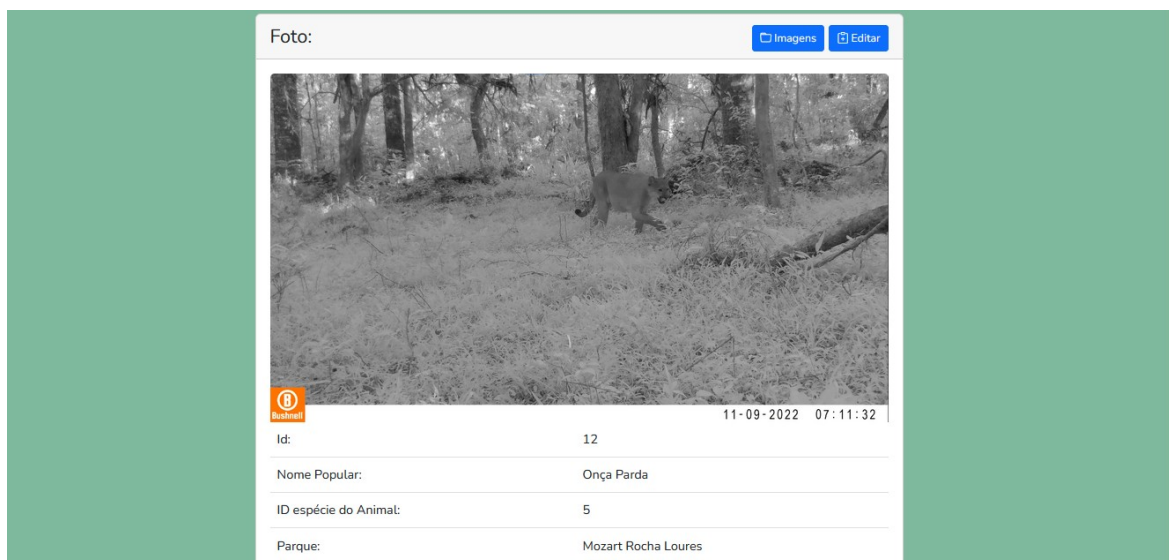 Foto:
Imagens
Editar
Bushnell
11-09-2022 07:11:32
Id: 12
Nome Popular: Onça Parda
ID espécie do Animal: 5
Parque: Mozart Rocha Loures